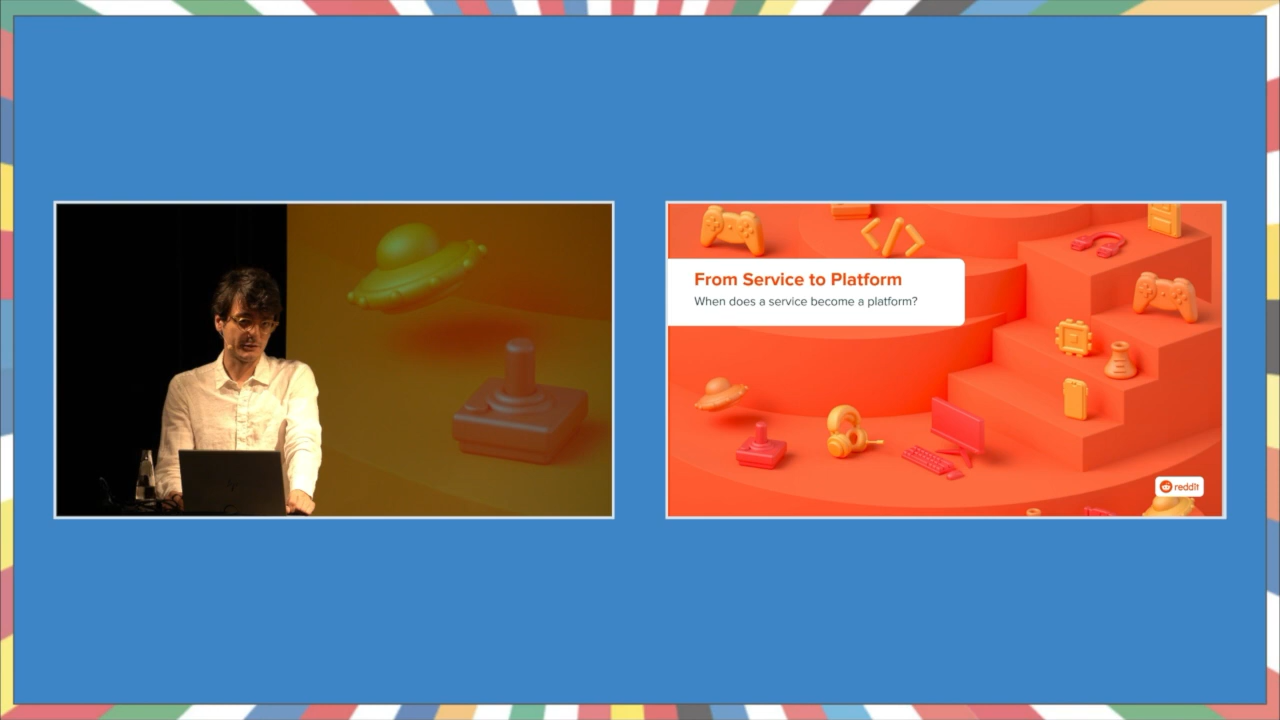 From Service to Platform
When does a service become a platform?
reddit